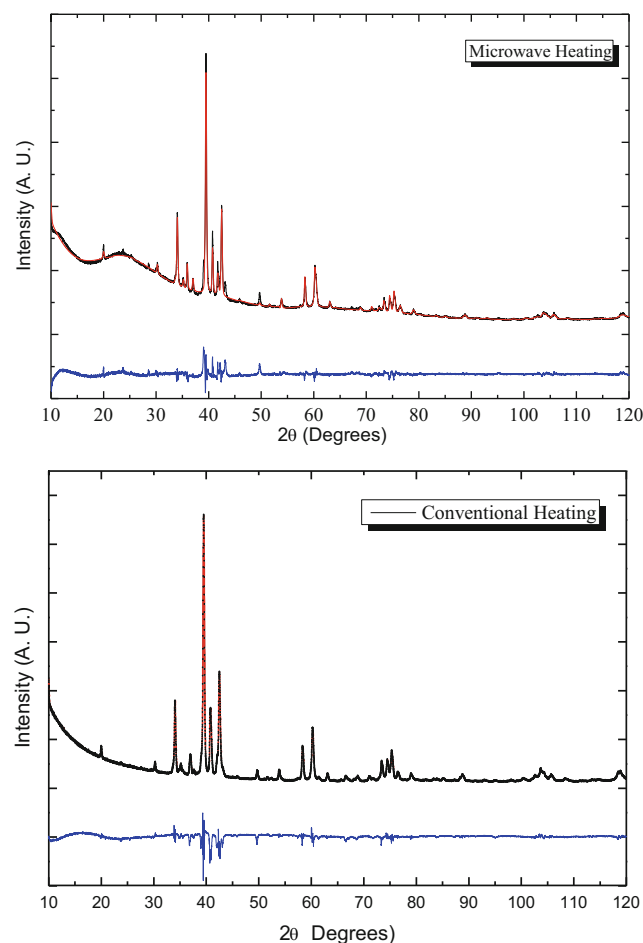 Microwave Heating
Intensity (A. U.)
10 20 30 40 50 60 70 80 90 100 110 120
2θ (Degrees)
Conventional Heating
Intensity (A. U.)
10 20 30 40 50 60 70 80 90 100 110 120
2θ Degrees)